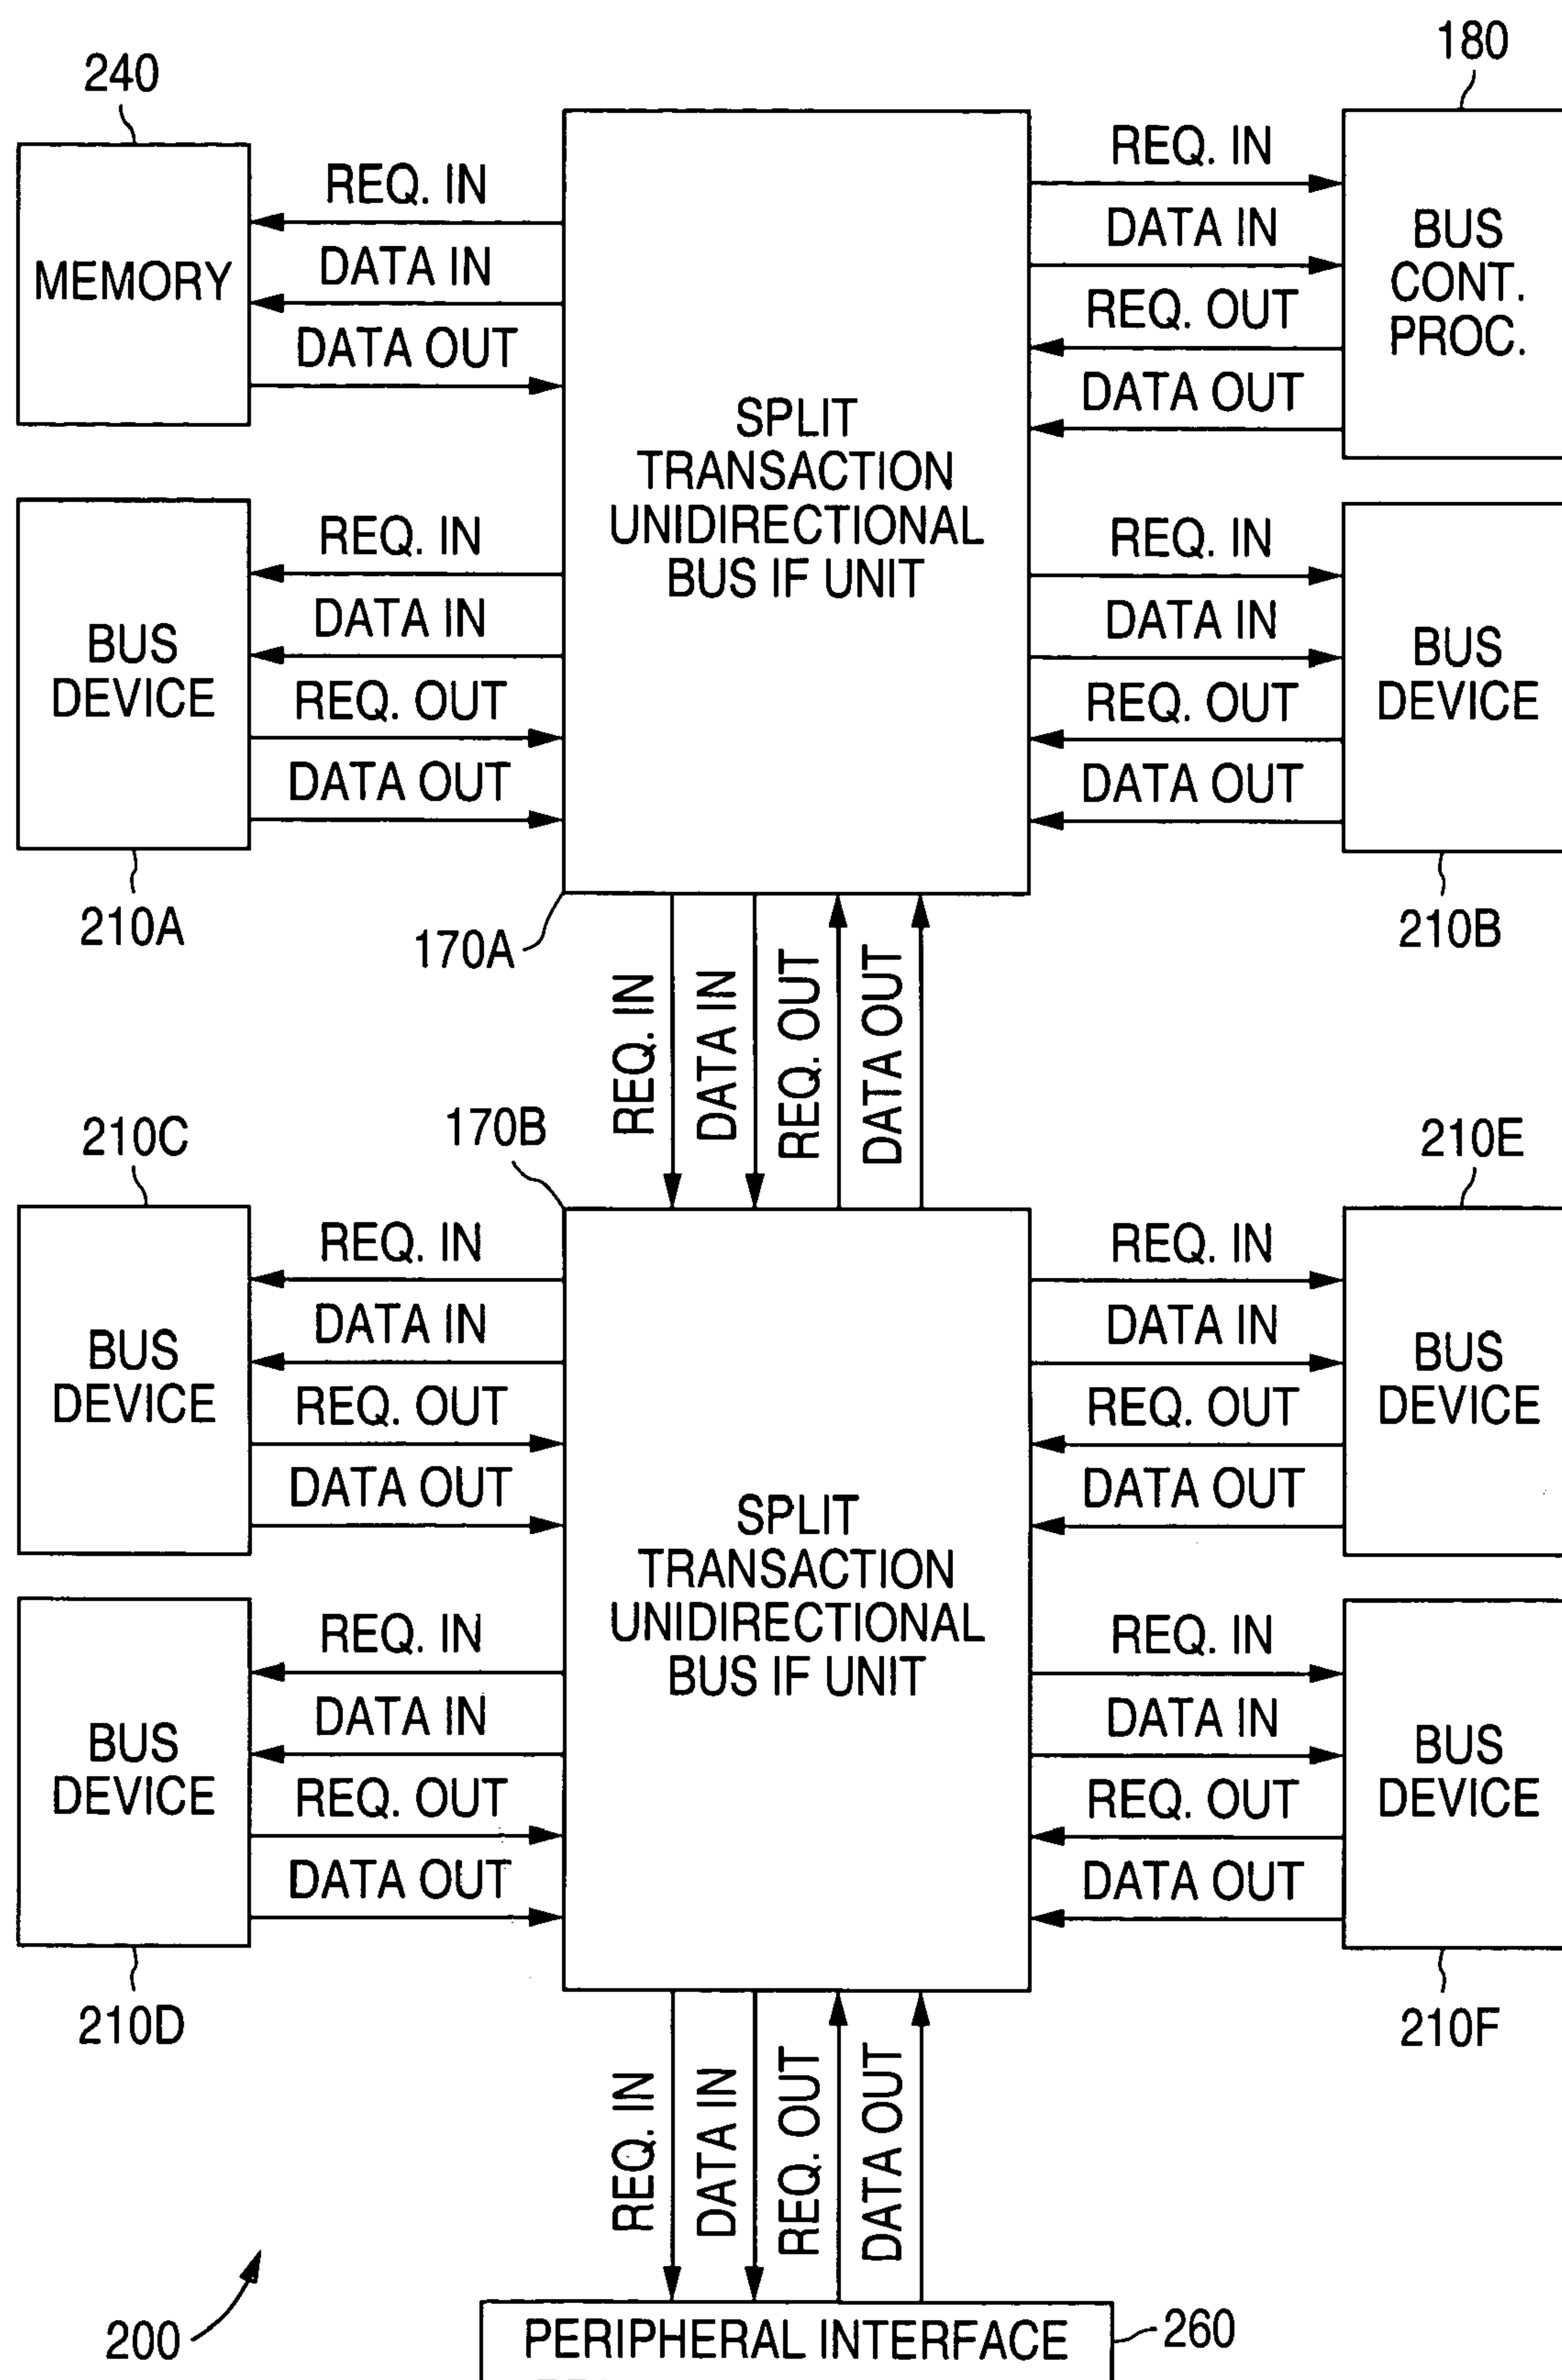 240
180
MEMORY
REQ. IN
DATA IN
DATA OUT
SPLIT
TRANSACTION
UNIDIRECTIONAL
BUS IF UNIT
REQ. IN
DATA IN
REQ. OUT
DATA OUT
BUS
CONT.
PROC.
BUS
DEVICE
REQ. IN
DATA IN
REQ. OUT
DATA OUT
REQ. IN
DATA IN
REQ. OUT
DATA OUT
BUS
DEVICE
210A
170A
210B
REQ. IN
DATA IN
REQ. OUT
DATA OUT
210C
170B
210E
BUS
DEVICE
REQ. IN
DATA IN
REQ. OUT
DATA OUT
SPLIT
TRANSACTION
UNIDIRECTIONAL
BUS IF UNIT
REQ. IN
DATA IN
REQ. OUT
DATA OUT
BUS
DEVICE
BUS
DEVICE
REQ. IN
DATA IN
REQ. OUT
DATA OUT
REQ. IN
DATA IN
REQ. OUT
DATA OUT
BUS
DEVICE
210D
210F
REQ. IN
DATA IN
REQ. OUT
DATA OUT
200
PERIPHERAL INTERFACE
260